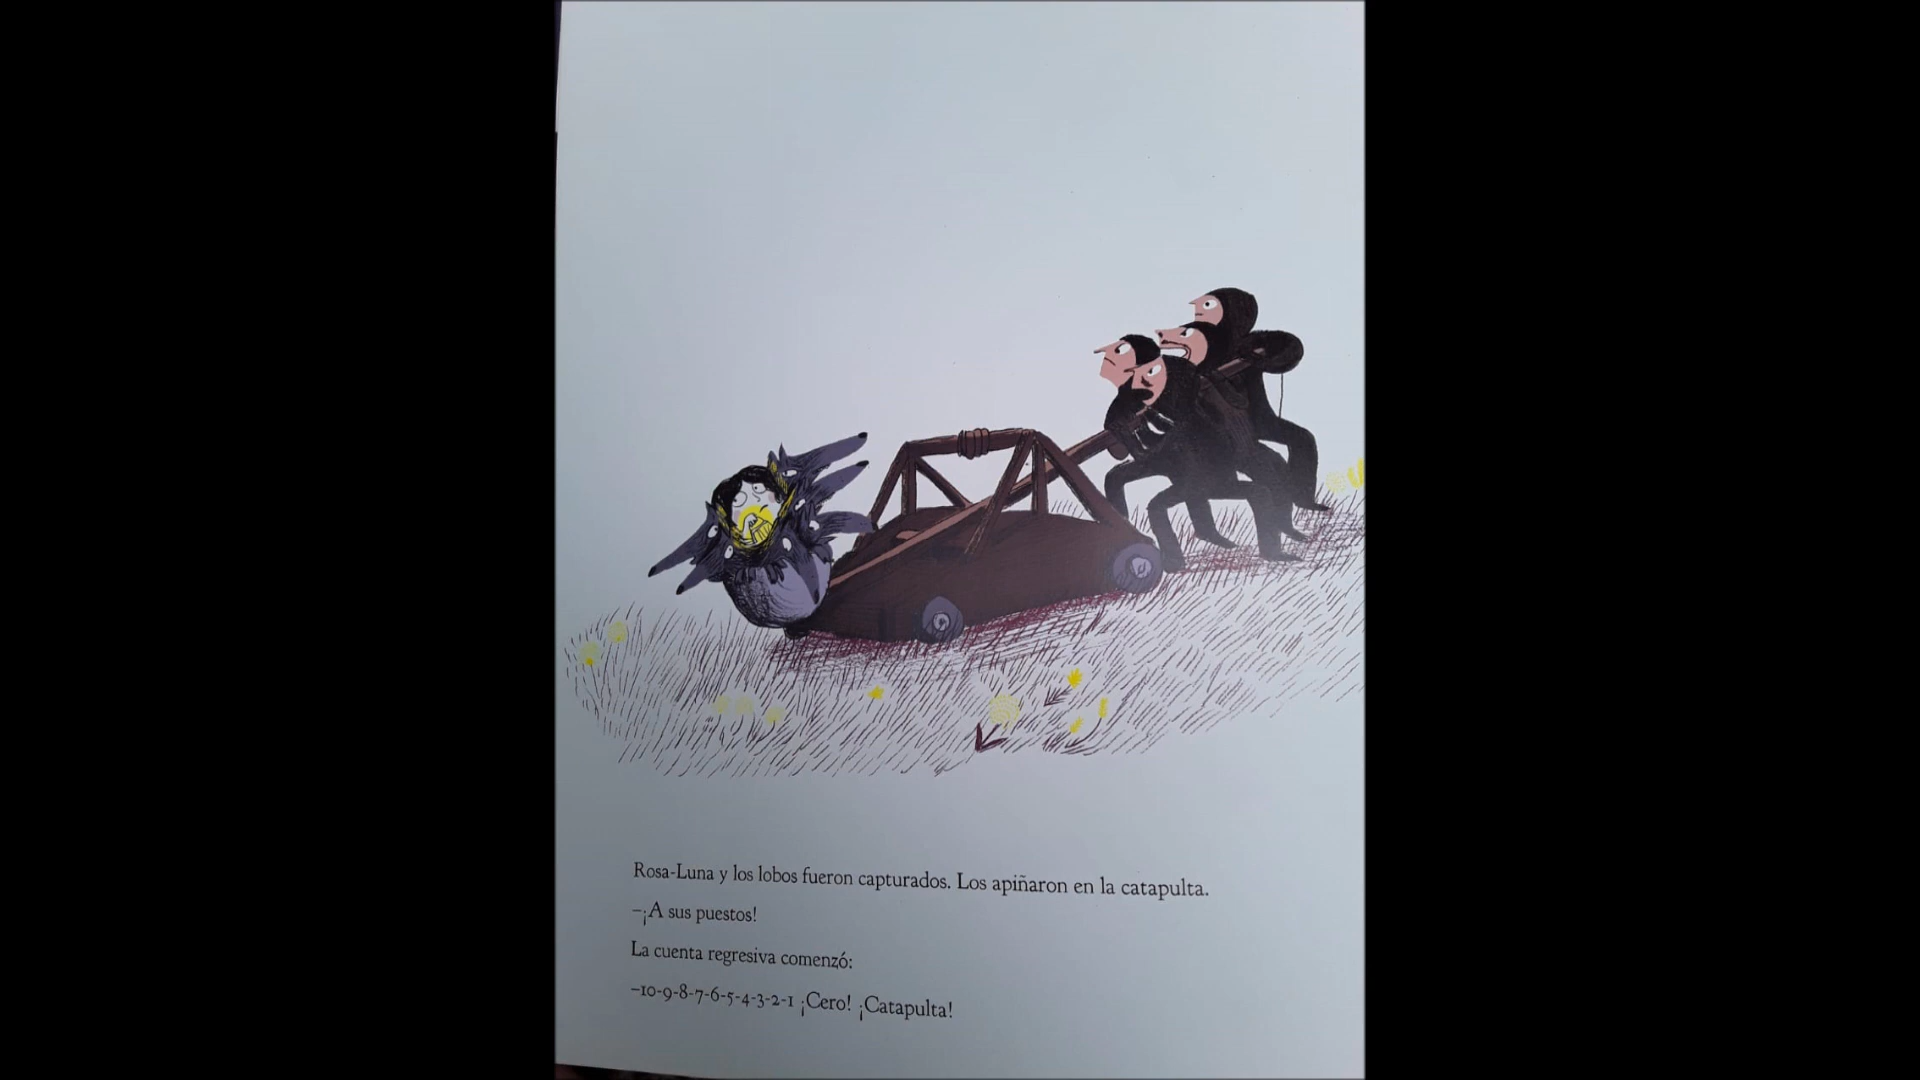 Rosa-Luna y los lobos fueron capturados. Los apiñaron en la catapulta.
–¡A sus puestos!
La cuenta regresiva comenzó:
–10-9-8-7-6-5-4-3-2-1 ¡Cero! ¡Catapulta!